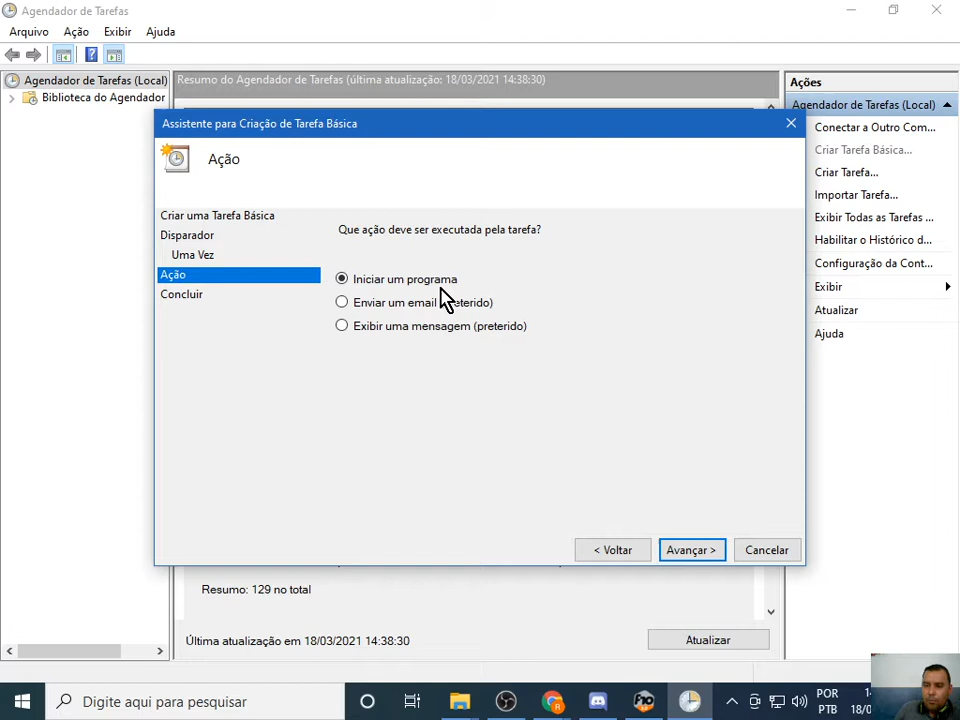 Agendador de Tarefas
Arquivo Ação Exibir Ajuda
Agendador de Tarefas (Local)
Biblioteca do Agendador
Resumo do Agendador de Tarefas (última atualização: 18/03/2021 14:38:30)
Assistente para Criação de Tarefa Básica
Ação
Criar uma Tarefa Básica
Disparador
Uma Vez
Ação
Concluir
Que ação deve ser executada pela tarefa?
Iniciar um programa
Enviar um email
Exibir uma mensagem (preterido)
< Voltar Avançar > Cancelar
Resumo: 129 no total
Última atualização em 18/03/2021 14:38:30
Atualizar
Ações
Agendador de Tarefas (Local)
Conectar a Outro Com...
Criar Tarefa Básica...
Criar Tarefa...
Importar Tarefa...
Exibir Todas as Tarefas ...
Habilitar o Histórico d...
Configuração da Cont...
Exibir
Atualizar
Ajuda
Digite aqui para pesquisar
POR
PTB